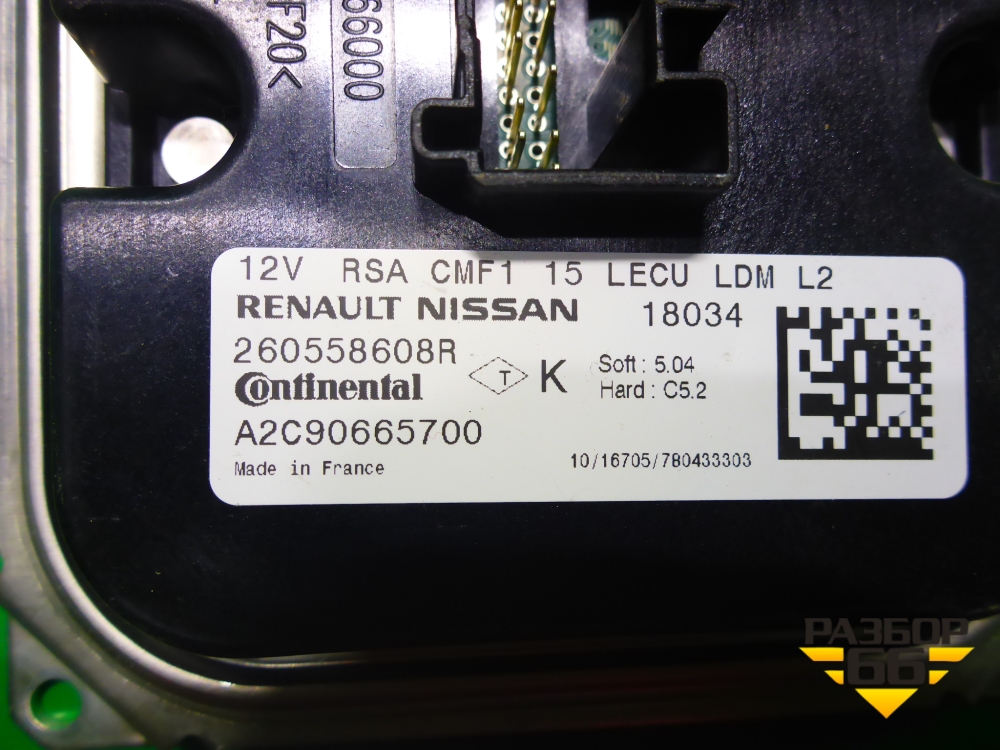 F20<
66000
12V RSA CMF1 15 LECU LDM L2
RENAULT NISSAN 18034
260558608R
Continental
T K
Soft : 5.04
Hard : C5.2
A2C90665700
Made in France
10/16705/780433303
РАЗБОР
66